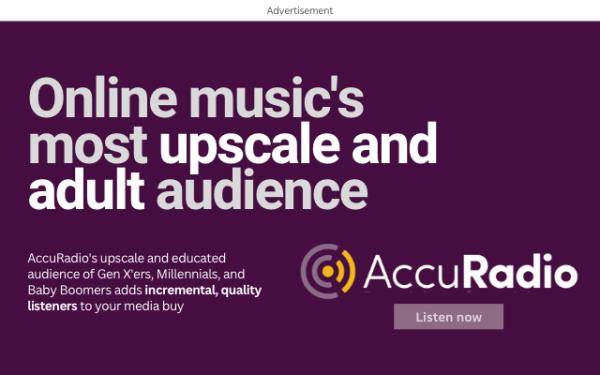 Advertisement
Online music's
most upscale and
adult audience
AccuRadio's upscale and educated
audience of Gen X'ers, Millennials, and
Baby Boomers adds incremental, quality
listeners to your media buy
AccuRadio
Listen now